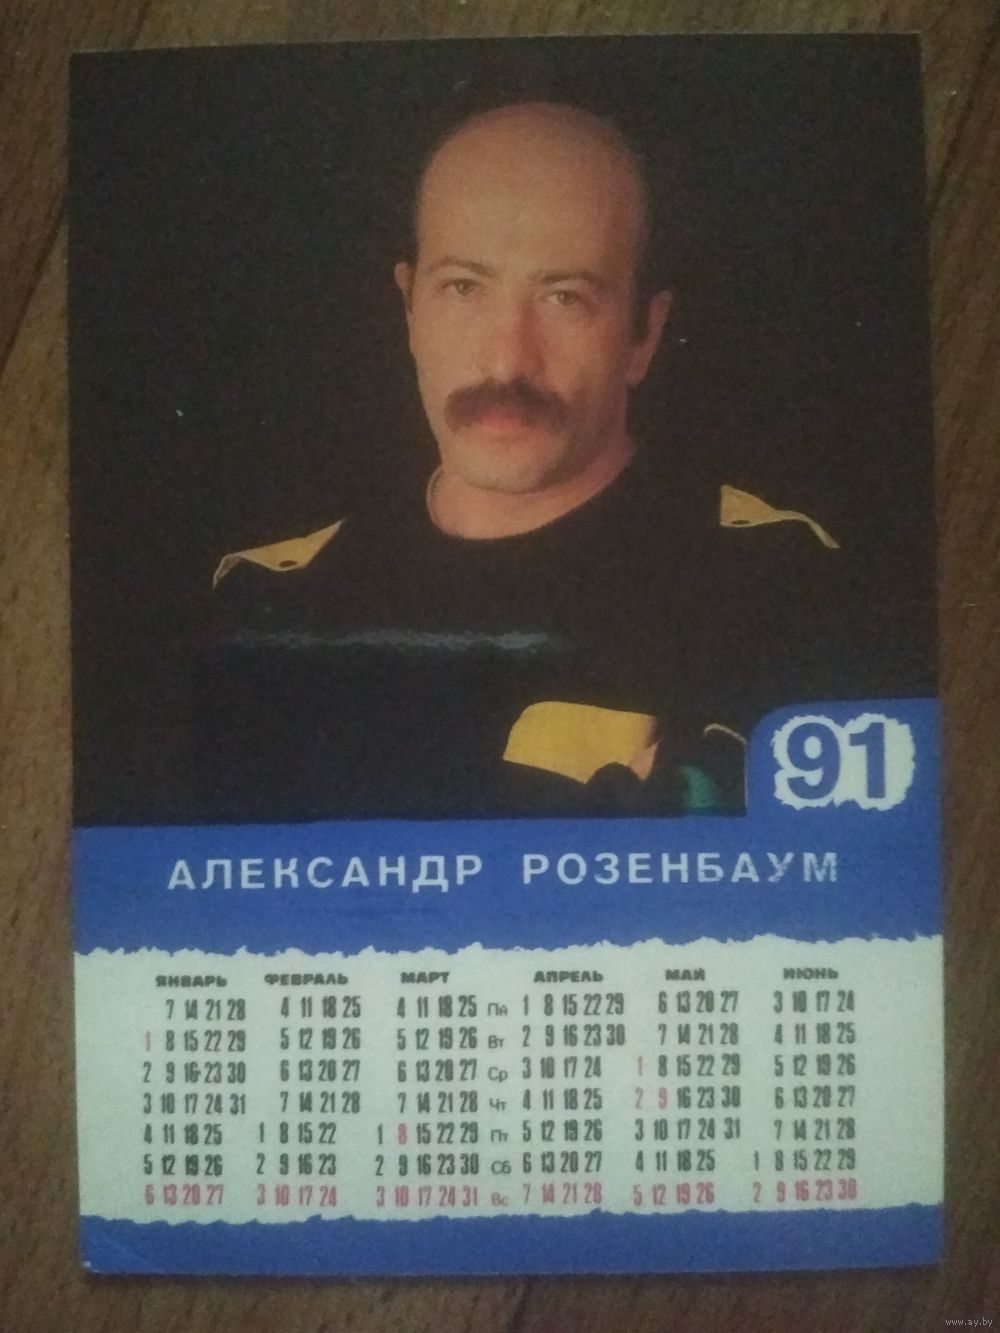 91
АЛЕКСАНДР РОЗЕНБАУМ
ЯНВАРЬ ФЕВРАЛЬ МАРТ АПРЕЛЬ МАЙ ИЮНЬ
7 14 21 28 4 11 18 25 4 11 18 25 Пн 1 8 15 22 29 6 13 20 27 3 10 17 24
1 8 15 22 29 5 12 19 26 5 12 19 26 Вт 2 9 16 23 30 7 14 21 28 4 11 18 25
2 9 16 23 30 6 13 20 27 6 13 20 27 Ср 3 10 17 24 1 8 15 22 29 5 12 19 26
3 10 17 24 31 7 14 21 28 7 14 21 28 Чт 4 11 18 25 2 9 16 23 30 6 13 20 27
4 11 18 25 1 8 15 22 1 8 15 22 29 Пт 5 12 19 26 3 10 17 24 31 7 14 21 28
5 12 19 26 2 9 16 23 2 9 16 23 30 Сб 6 13 20 27 4 11 18 25 1 8 15 22 29
6 13 20 27 3 10 17 24 3 10 17 24 31 Вс 7 14 21 28 5 12 19 26 2 9 16 23 30
www.ay.by